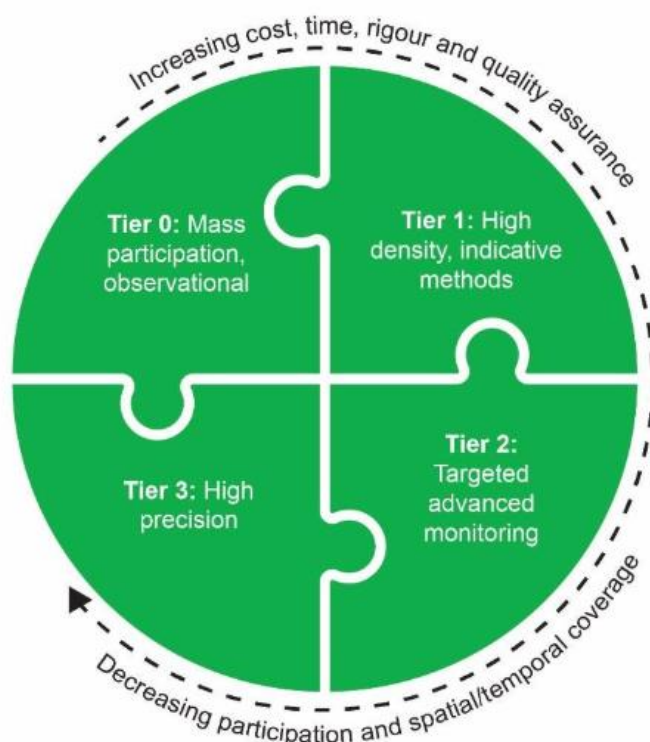 Increasing cost, time, rigour and quality assurance
Tier 0: Mass
participation,
observational
Tier 1: High
density, indicative
methods
Tier 2:
Targeted
advanced
monitoring
Tier 3: High
precision
Decreasing participation and spatial/temporal coverage